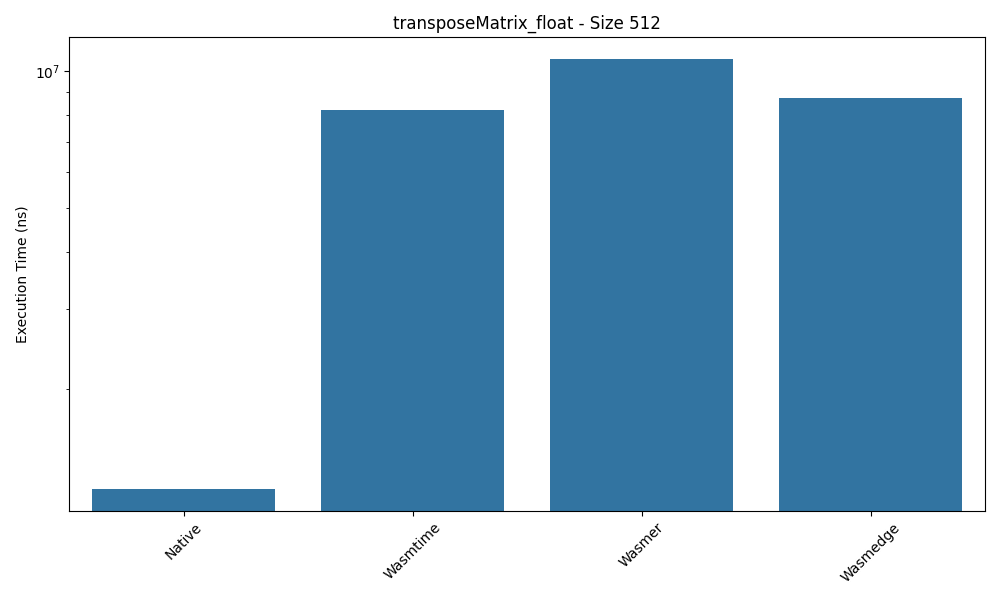 transposeMatrix_float - Size 512
10⁷
Execution Time (ns)
Native
Wasmtime
Wasmer
Wasmedge